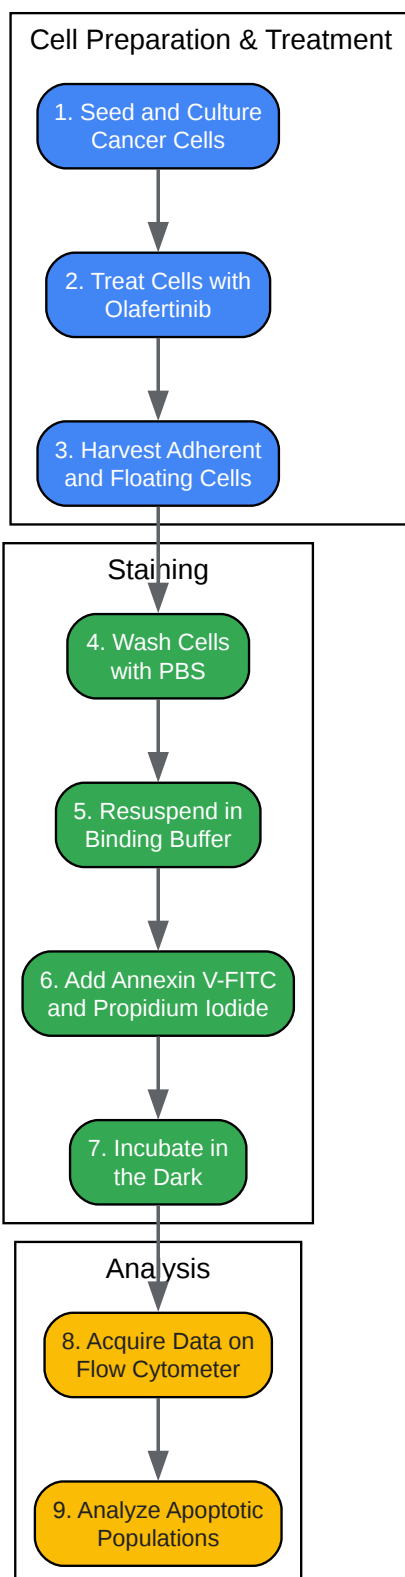 Cell Preparation & Treatment
1. Seed and Culture
Cancer Cells
2. Treat Cells with
Olafertinib
3. Harvest Adherent
and Floating Cells
Staining
4. Wash Cells
with PBS
5. Resuspend in
Binding Buffer
6. Add Annexin V-FITC
and Propidium Iodide
7. Incubate in
the Dark
Analysis
8. Acquire Data on
Flow Cytometer
9. Analyze Apoptotic
Populations